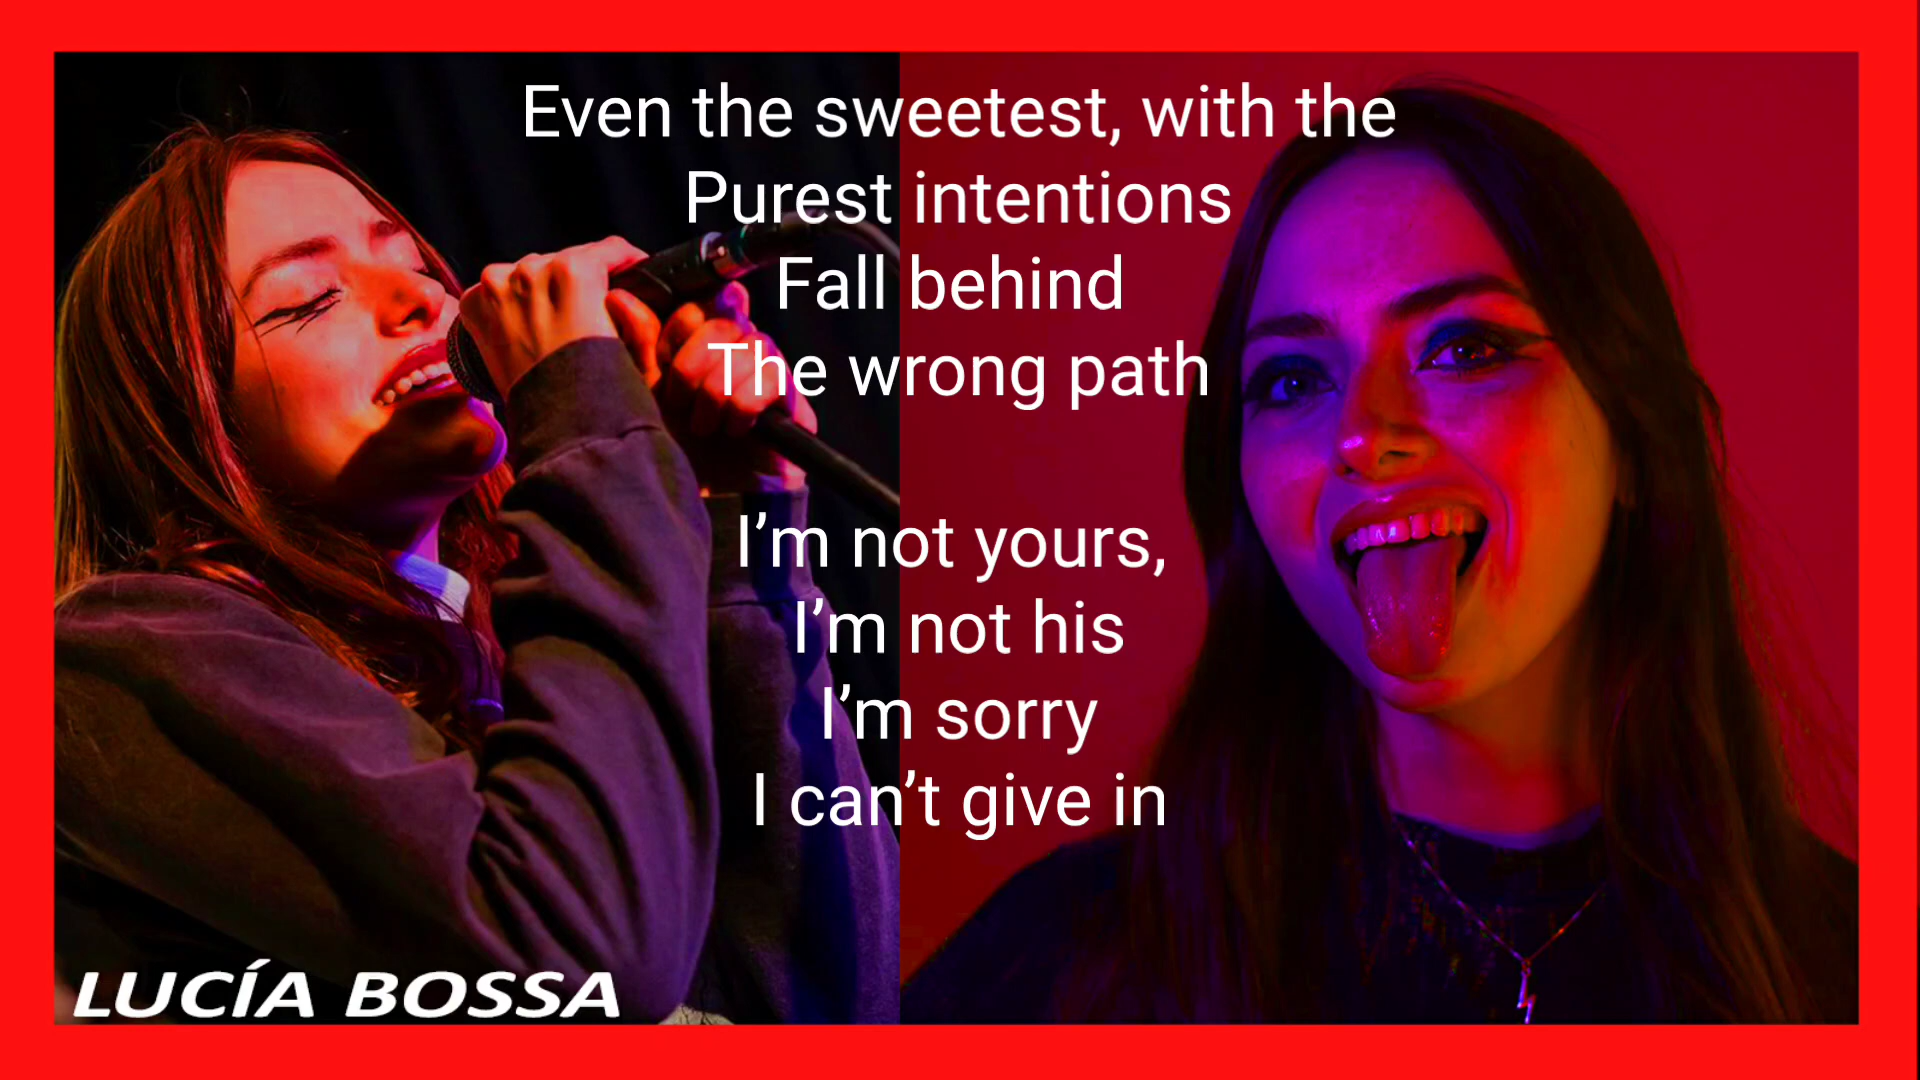 Even the sweetest, with the
Purest intentions
Fall behind
The wrong path
I’m not yours,
I’m not his
I’m sorry
I can’t give in
LUCÍA BOSSA